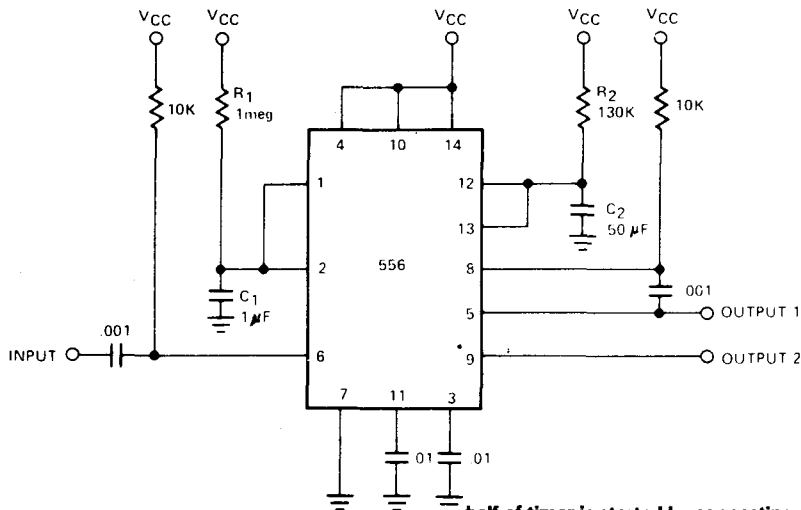 VCC VCC VCC VCC VCC
10K R1 1meg R2 130K 10K
4 10 14
1 12
13 C2 50 µF
2 556 8
C1 1 µF .001
5 OUTPUT 1
.001
INPUT 6 9 OUTPUT 2
7 11 3
.01 .01
half of timer is started by connecting